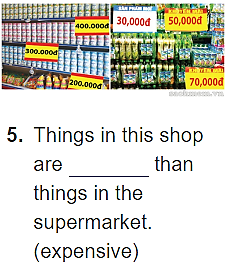 400.000đ
300.000đ
200.000đ
30,000đ
50,000đ
70,000đ
5. Things in this shop
are ________ than
things in the
supermarket.
(expensive)